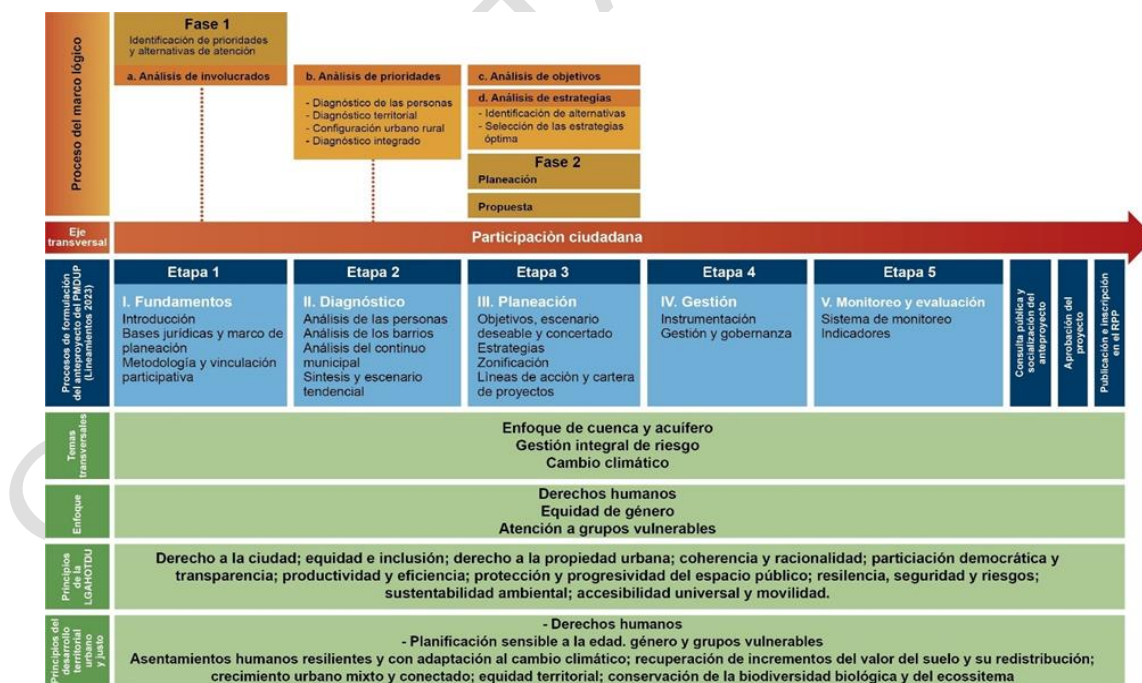 Proceso del marco lógico
Fase 1
Identificación de prioridades
y alternativas de atención
a. Análisis de involucrados
b. Análisis de prioridades
- Diagnóstico de las personas
- Diagnóstico territorial
- Configuración urbano rural
- Diagnóstico integrado
c. Análisis de objetivos
d. Análisis de estrategias
- Identificación de alternativas
- Selección de las estrategias
óptima
Fase 2
Planeación
Propuesta
Eje
transversal
Participaciòn ciudadana
Procesos de formulación
del anteproyecto del PMDUP
(Lineamientos 2023)
Etapa 1
I. Fundamentos
Introducción
Bases jurídicas y marco de
planeación
Metodología y vinculación
participativa
Etapa 2
II. Diagnóstico
Análisis de las personas
Análisis de los barrios
Análisis del continuo
municipal
Síntesis y escenario
tendencial
Etapa 3
III. Planeación
Objetivos, escenario
deseable y concertado
Estrategias
Zonificación
Lìneas de acciòn y cartera
de proyectos
Etapa 4
IV. Gestión
Instrumentación
Gestión y gobernanza
Etapa 5
V. Monitoreo y evaluación
Sistema de monitoreo
Indicadores
Consulta pública y
socialización del
anteproyecto
Aprobación del
proyecto
Publicación e inscripción
en el RPP
Temas
transversales
Enfoque de cuenca y acuífero
Gestión integral de riesgo
Cambio climático
Enfoque
Derechos humanos
Equidad de género
Atención a grupos vulnerables
Principios
de la
LGAHOTDU
Derecho a la ciudad; equidad e inclusión; derecho a la propiedad urbana; coherencia y racionalidad; particiación democrática y
transparencia; productividad y eficiencia; protección y progresividad del espacio público; resilencia, seguridad y riesgos;
sustentabilidad ambiental; accesibilidad universal y movilidad.
Principios del
desarrollo
territorial
urbano
y justo
- Derechos humanos
- Planificación sensible a la edad. género y grupos vulnerables
Asentamientos humanos resilientes y con adaptación al cambio climático; recuperación de incrementos del valor del suelo y su redistribución;
crecimiento urbano mixto y conectado; equidad territorial; conservación de la biodiversidad biológica y del ecossitema